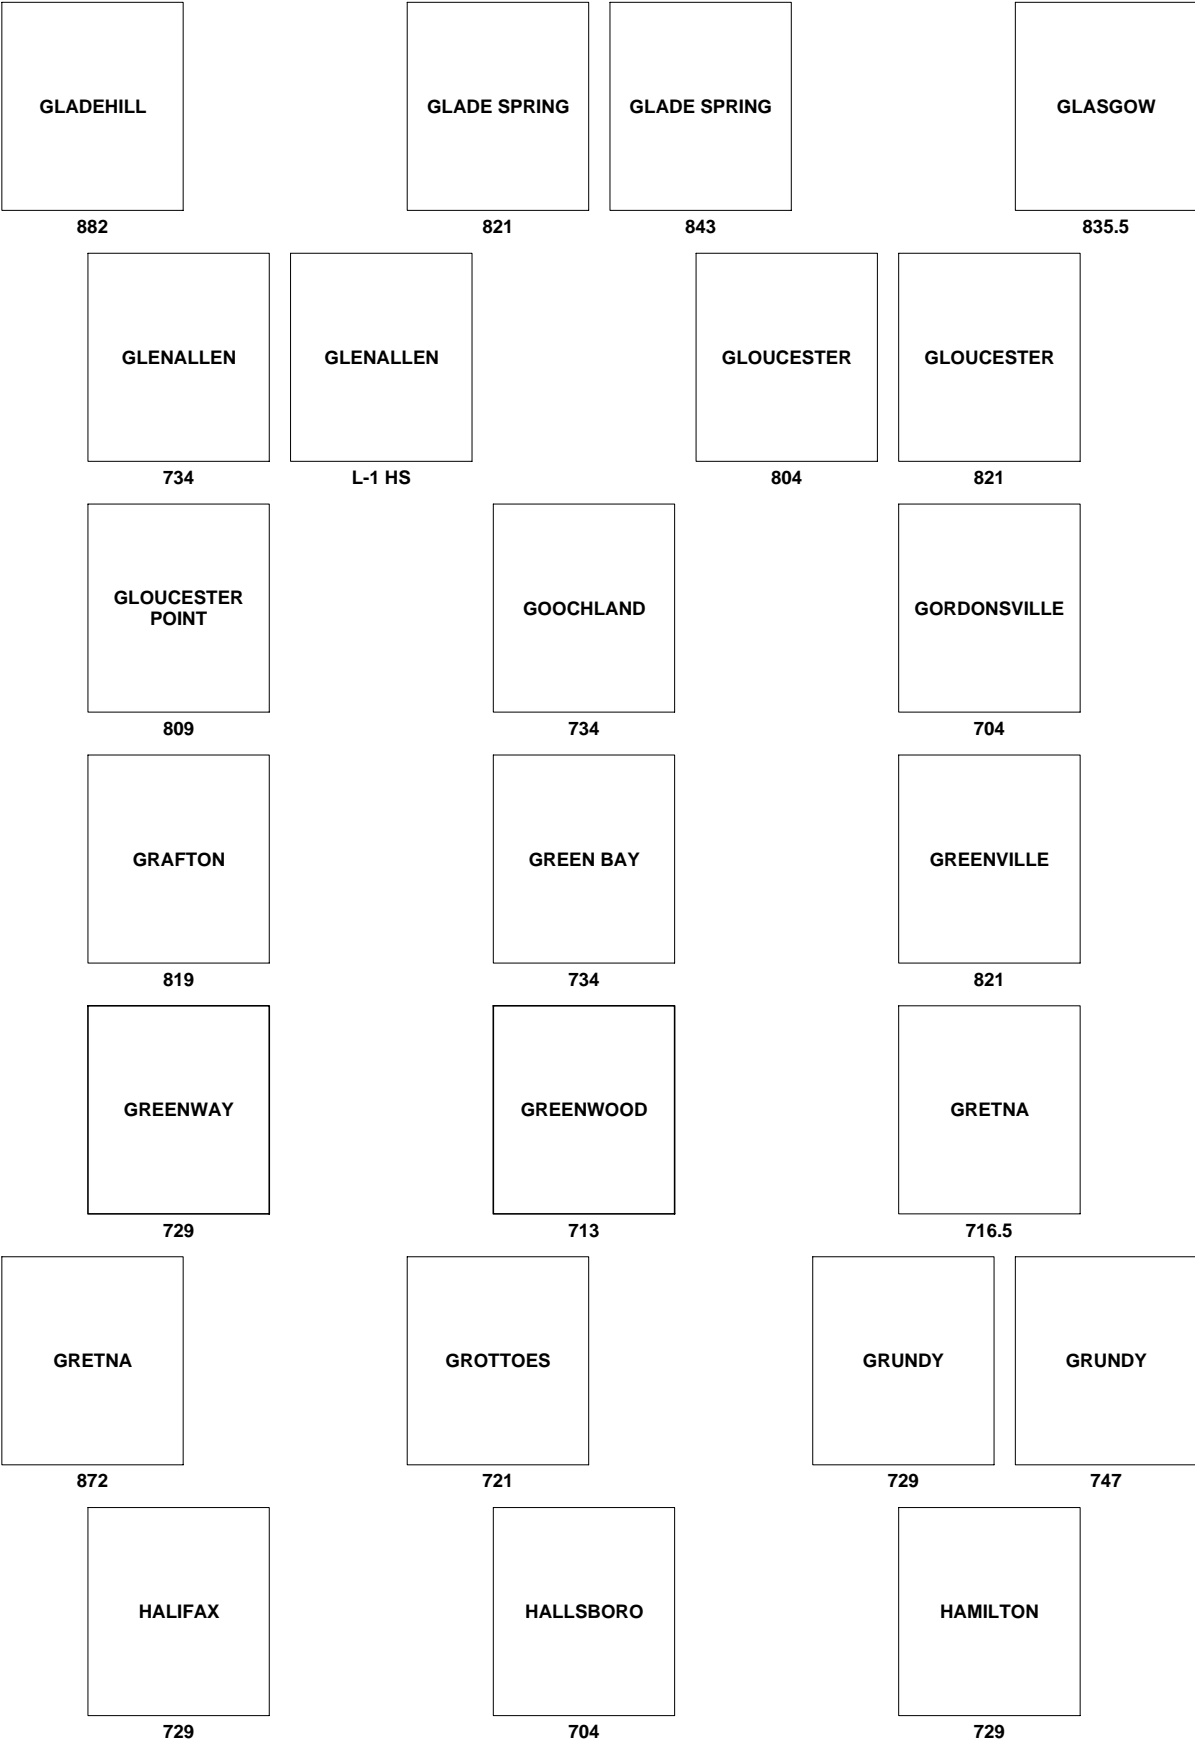 GLADEHILL
882
GLADE SPRING
821
GLADE SPRING
843
GLASGOW
835.5
GLENALLEN
734
GLENALLEN
L-1 HS
GLOUCESTER
804
GLOUCESTER
821
GLOUCESTER
POINT
809
GOOCHLAND
734
GORDONSVILLE
704
GRAFTON
819
GREEN BAY
734
GREENVILLE
821
GREENWAY
729
GREENWOOD
713
GRETNA
716.5
GRETNA
872
GROTTOES
721
GRUNDY
729
GRUNDY
747
HALIFAX
729
HALLSBORO
704
HAMILTON
729